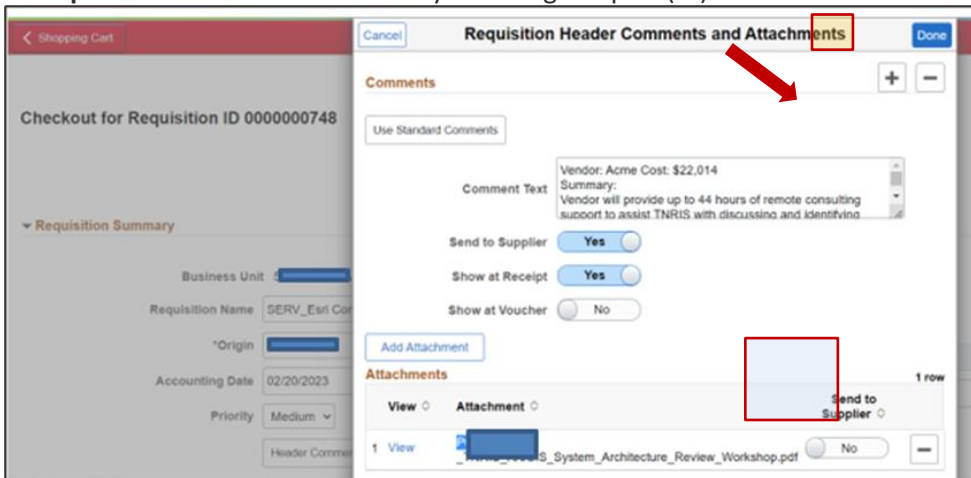 Shopping Cart
Cancel
Requisition Header Comments and Attachments
Done
Comments
Checkout for Requisition ID 0000000748
Use Standard Comments
Comment Text
Vendor: Acme Cost: $22,014
Summary:
Vendor will provide up to 44 hours of remote consulting
support to assist TNRIS with discussing and identifying
Requisition Summary
Send to Supplier Yes
Business Unit
Show at Receipt Yes
Requisition Name SERV_Esri
Show at Voucher No
*Origin
Add Attachment
Attachments
1 row
Accounting Date 02/20/2023
View Attachment Send to
Supplier
Priority Medium
1 View
_System_Architecture_Review_Workshop.pdf No
Header